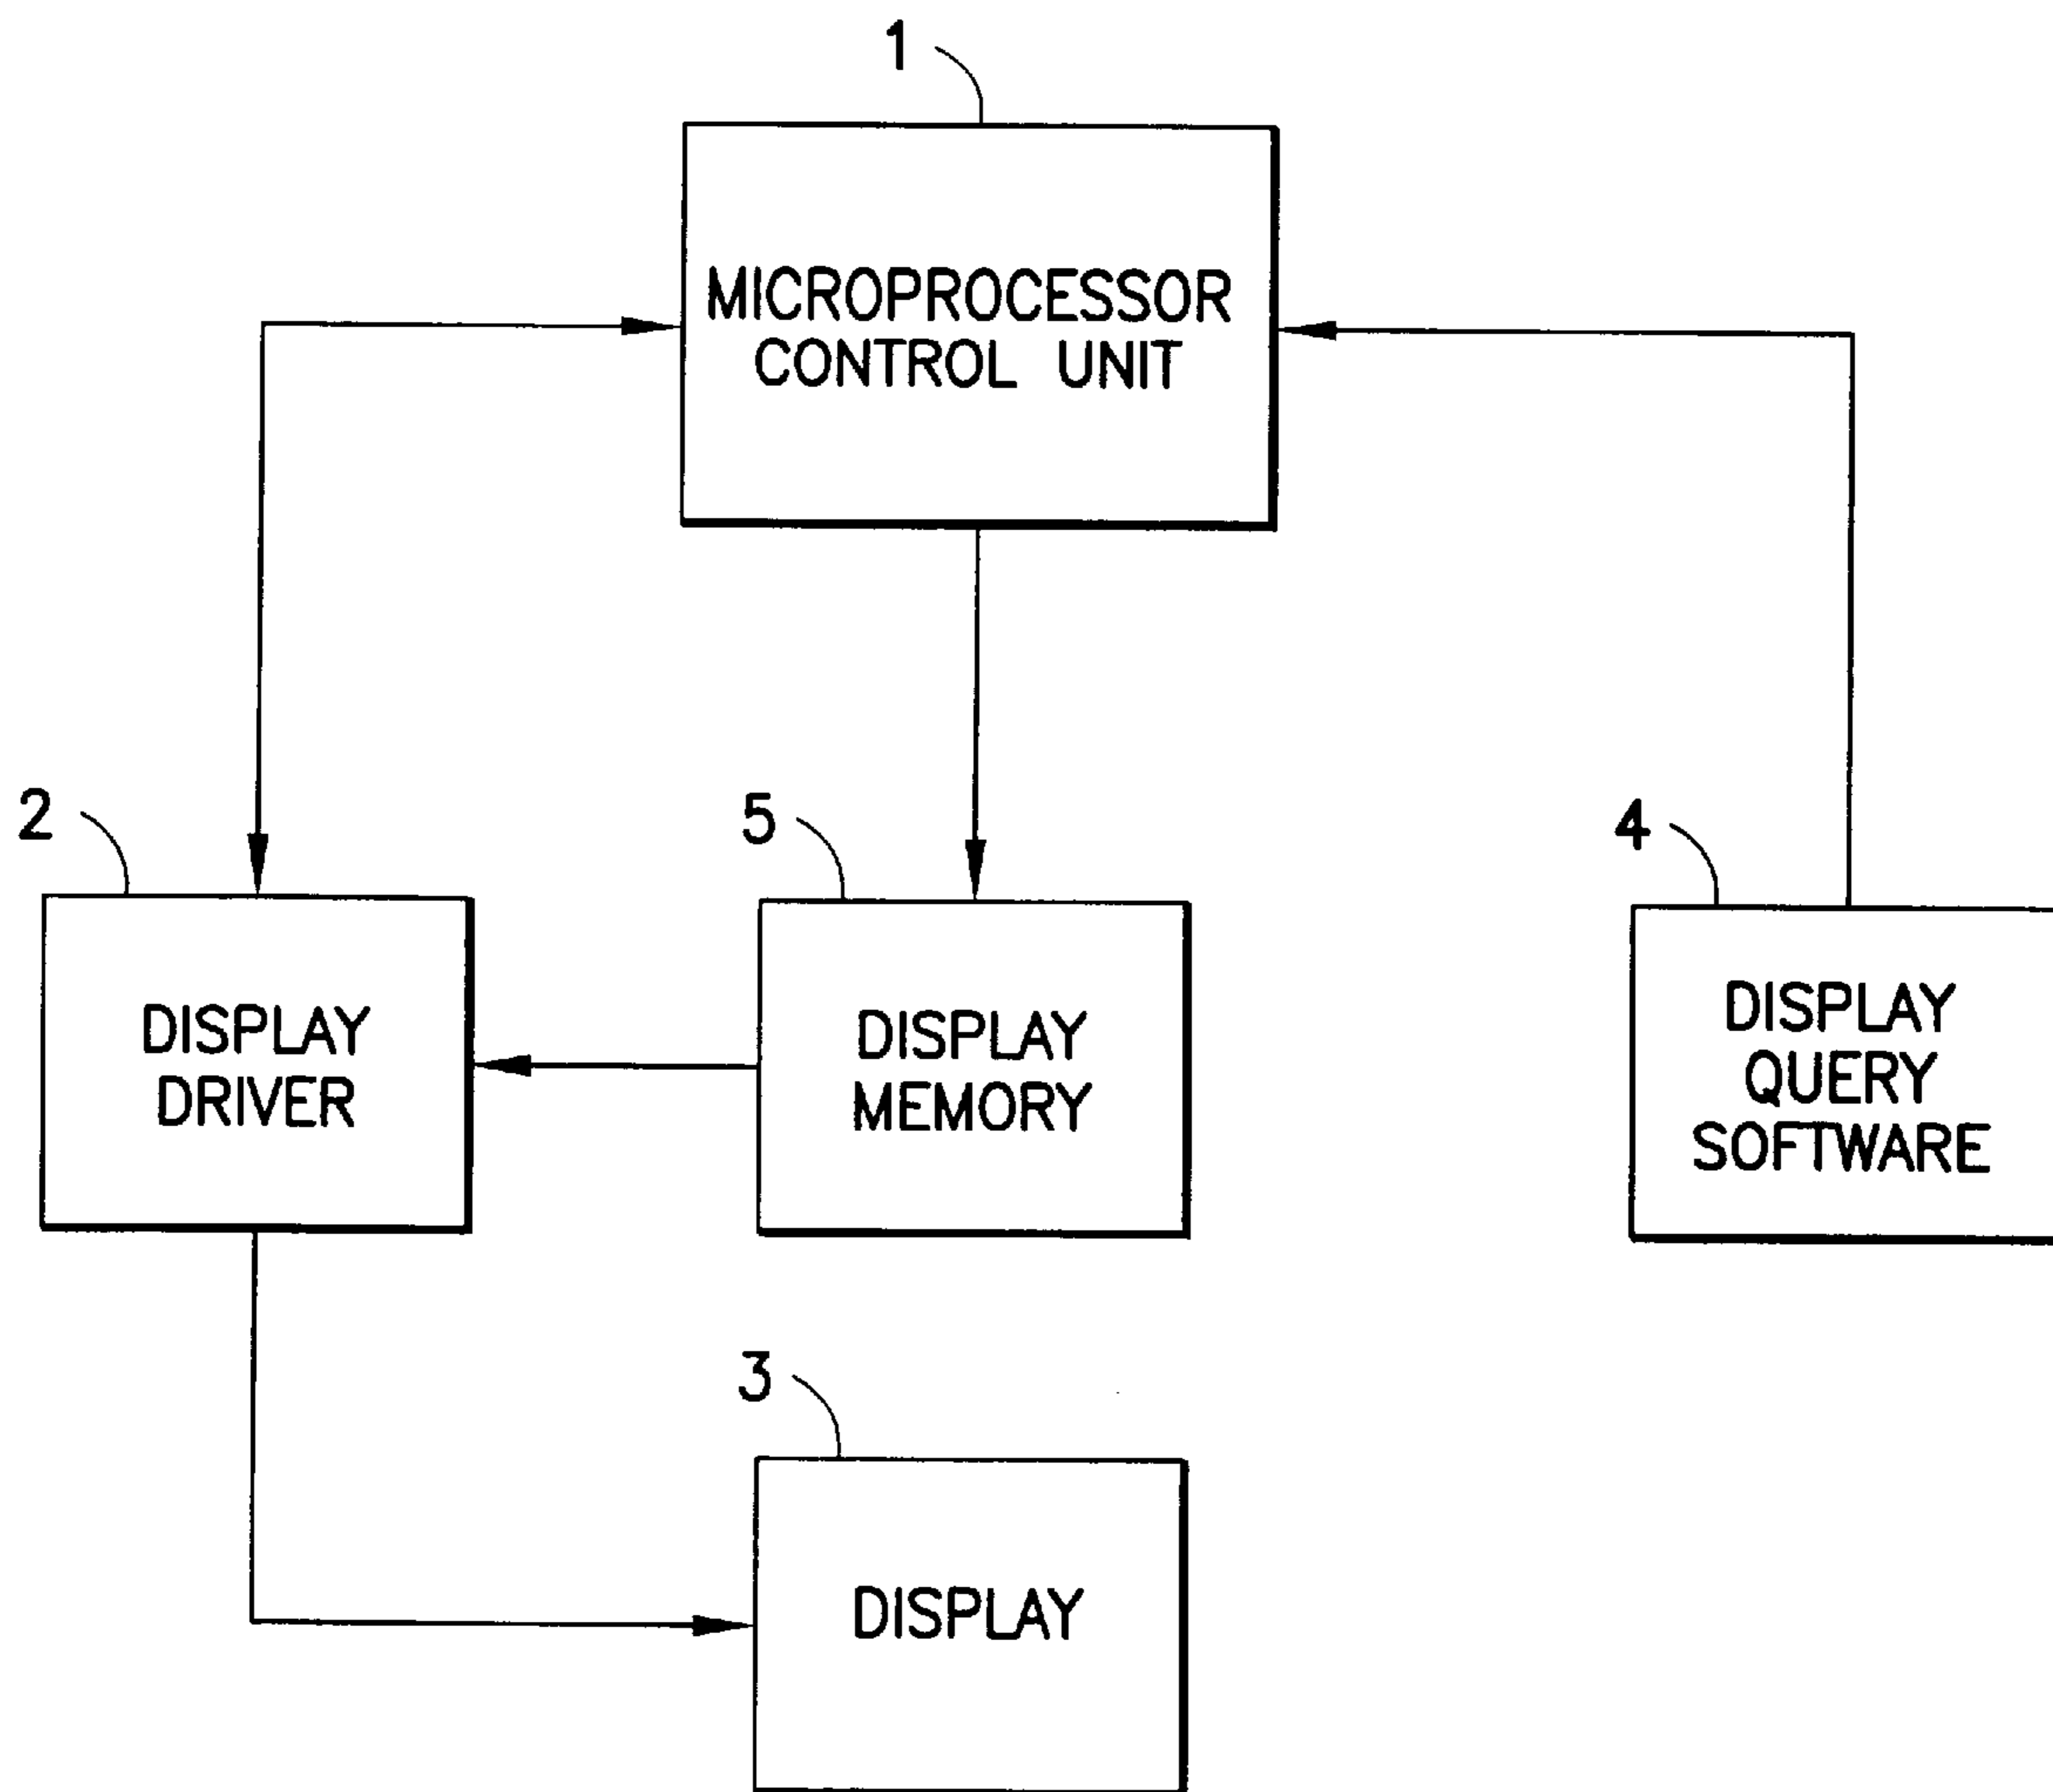 1
MICROPROCESSOR
CONTROL UNIT
2
5
4
DISPLAY
DRIVER
DISPLAY
MEMORY
DISPLAY
QUERY
SOFTWARE
3
DISPLAY